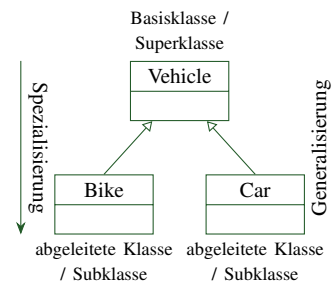 Basisklasse /
Superklasse
Vehicle
Spezialisierung
Generalisierung
Bike
Car
abgeleitete Klasse
/ Subklasse
abgeleitete Klasse
/ Subklasse